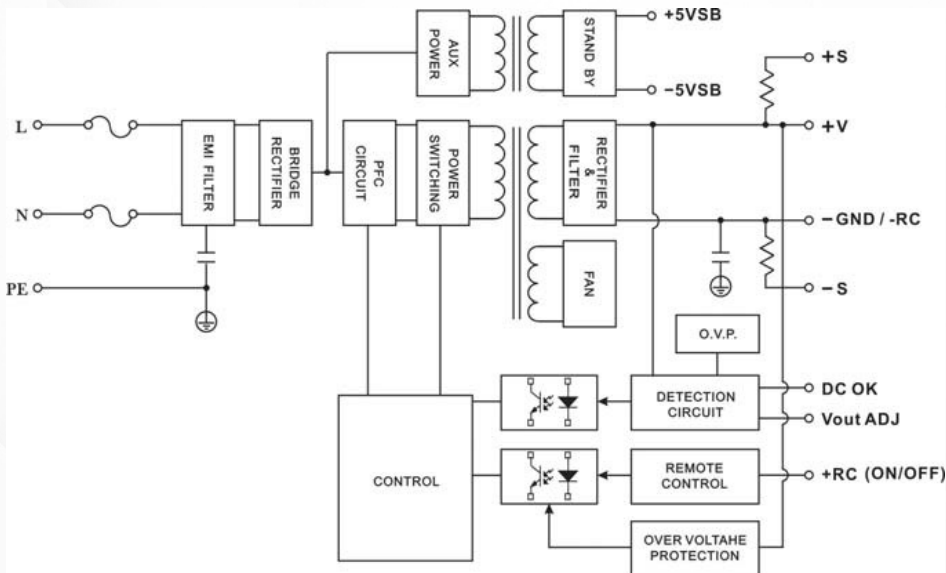 +5VSB
AUX
POWER
STAND BY
-5VSB
+S
L
EMI FILTER
BRIDGE
RECTIFIER
PFC
CIRCUIT
POWER
SWITCHING
RECTIFIER
&
FILTER
+V
N
-GND / -RC
PE
FAN
-S
O.V.P.
DETECTION
CIRCUIT
DC OK
Vout ADJ
CONTROL
REMOTE
CONTROL
+RC (ON/OFF)
OVER VOLTAHE
PROTECTION